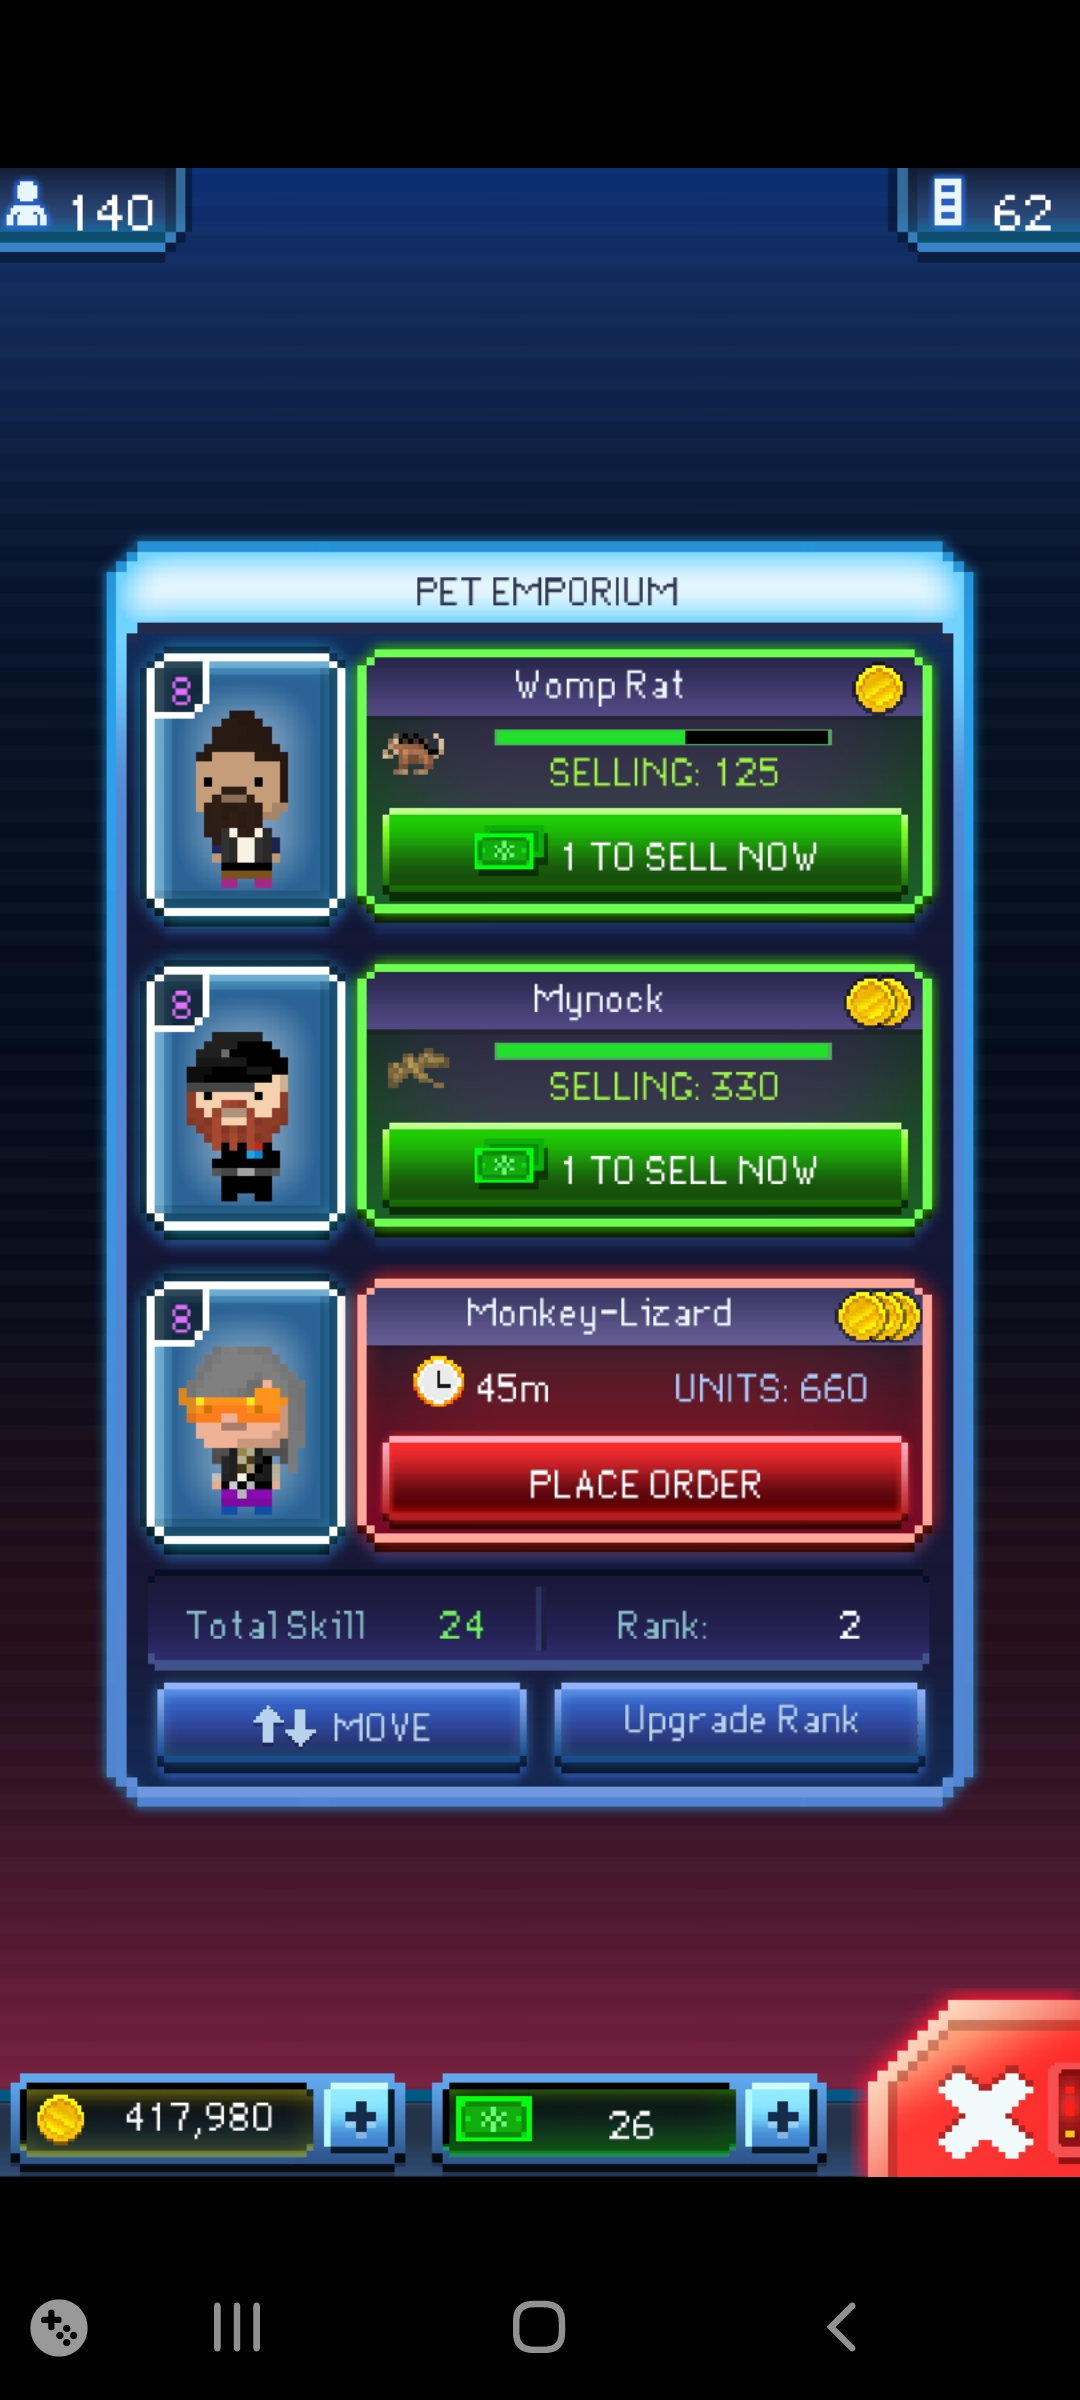 140
62
PET EMPORIUM
8
Womp Rat
SELLING: 125
1 TO SELL NOW
8
Mynock
SELLING: 330
1 TO SELL NOW
8
Monkey-Lizard
45m UNITS: 660
PLACE ORDER
Total Skill 24 Rank: 2
MOVE Upgrade Rank
417,980 26